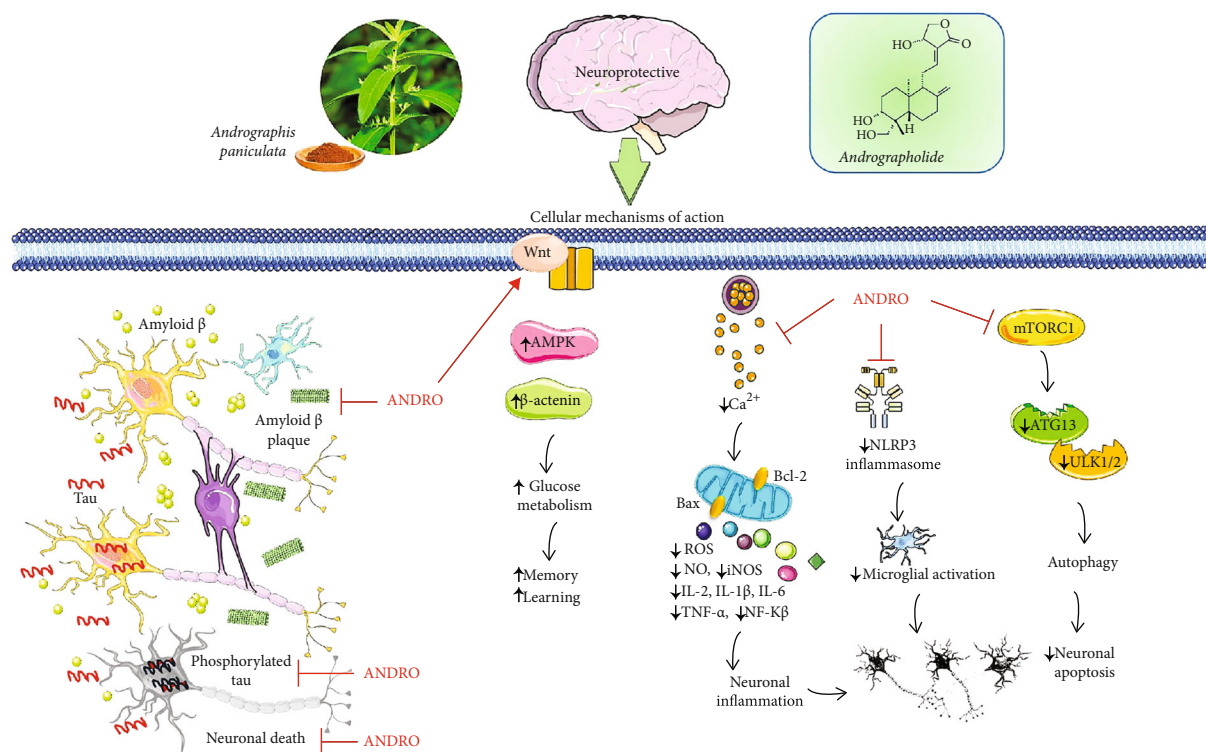 Andrographis
paniculata
Neuroprotective
HO
O
O
HO
HO
H
Andrographolide
Cellular mechanisms of action
Wnt
Amyloid β
Amyloid β
plaque
ANDRO
Tau
Phosphorylated
tau
ANDRO
Neuronal death
ANDRO
↑AMPK
↑β-actenin
↑ Glucose
metabolism
↑Memory
↑Learning
ANDRO
↓Ca²⁺
Bcl-2
Bax
↓ROS
↓NO, ↓iNOS
↓IL-2, IL-1β, IL-6
↓TNF-α, ↓NF-Kβ
Neuronal
inflammation
↓NLRP3
inflammasome
↓Microglial activation
mTORC1
↓ATG13
↓ULK1/2
Autophagy
↓Neuronal
apoptosis